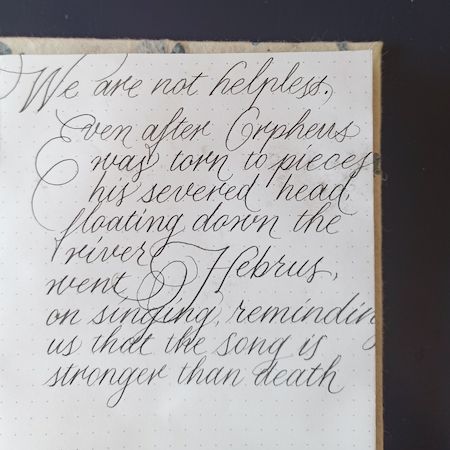 We are not helpless,
Even after Orpheus
was torn to pieces
his severed head,
floating down the
river Hebrus,
went
on singing, reminding
us that the song is
stronger than death